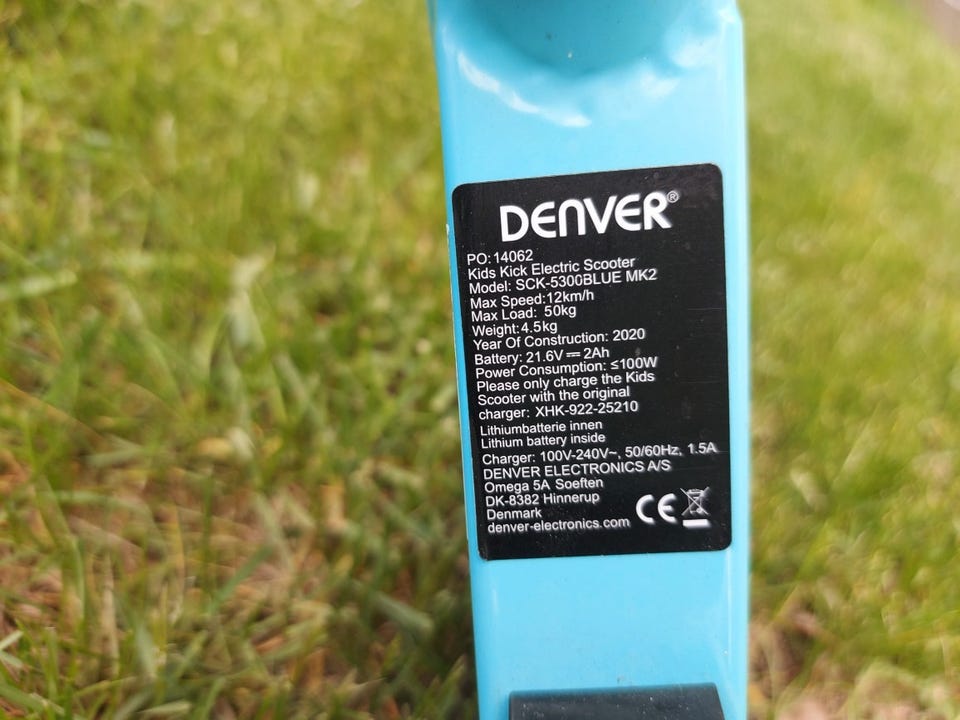 DENVER®
PO: 14062
Kids Kick Electric Scooter
Model: SCK-5300BLUE MK2
Max Speed:12km/h
Max Load: 50kg
Weight: 4.5kg
Year Of Construction: 2020
Battery: 21.6V⎓2Ah
Power Consumption: ≤100W
Please only charge the Kids
Scooter with the original
charger: XHK-922-25210
Lithiumbatterie innen
Lithium battery inside
Charger: 100V-240V~, 50/60Hz, 1.5A
DENVER ELECTRONICS A/S
Omega 5A Soeften
DK-8382 Hinnerup
Denmark
denver-electronics.com
CE